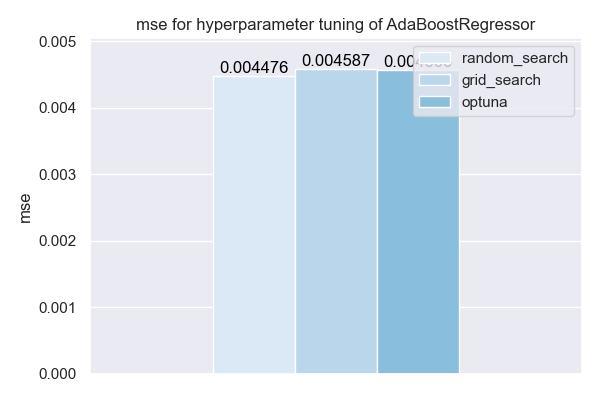 mse for hyperparameter tuning of AdaBoostRegressor
0.005
0.004
0.003
0.002
0.001
0.000
mse
0.004476
0.004587
random_search
grid_search
optuna